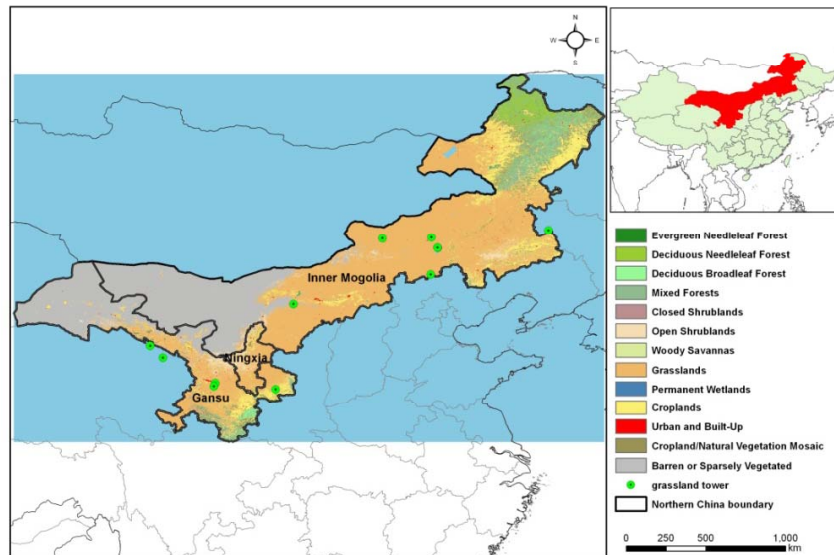 N
W E
S
Inner Mogolia
Ningxia
Gansu
Evergreen Needleleaf Forest
Deciduous Needleleaf Forest
Deciduous Broadleaf Forest
Mixed Forests
Closed Shrublands
Open Shrublands
Woody Savannas
Grasslands
Permanent Wetlands
Croplands
Urban and Built-Up
Cropland/Natural Vegetation Mosaic
Barren or Sparsely Vegetated
grassland tower
Northern China boundary
0 250 500 1,000
km